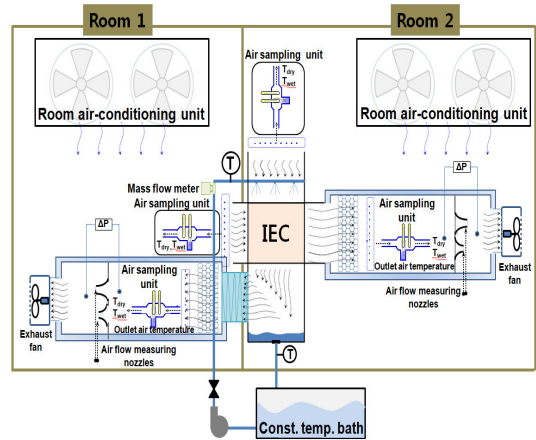 Room 1
Room 2
Air sampling unit
Tdry
Twet
Room air-conditioning unit
Room air-conditioning unit
T
Mass flow meter
Air sampling unit
Tdry
Twet
ΔP
Air sampling
unit
Tdry
Twet
Outlet air temperature
IEC
ΔP
Air sampling
unit
Tdry
Twet
Outlet air temperature
Exhaust
fan
Air flow measuring
nozzles
Exhaust
fan
Air flow measuring
nozzles
T
Const. temp. bath